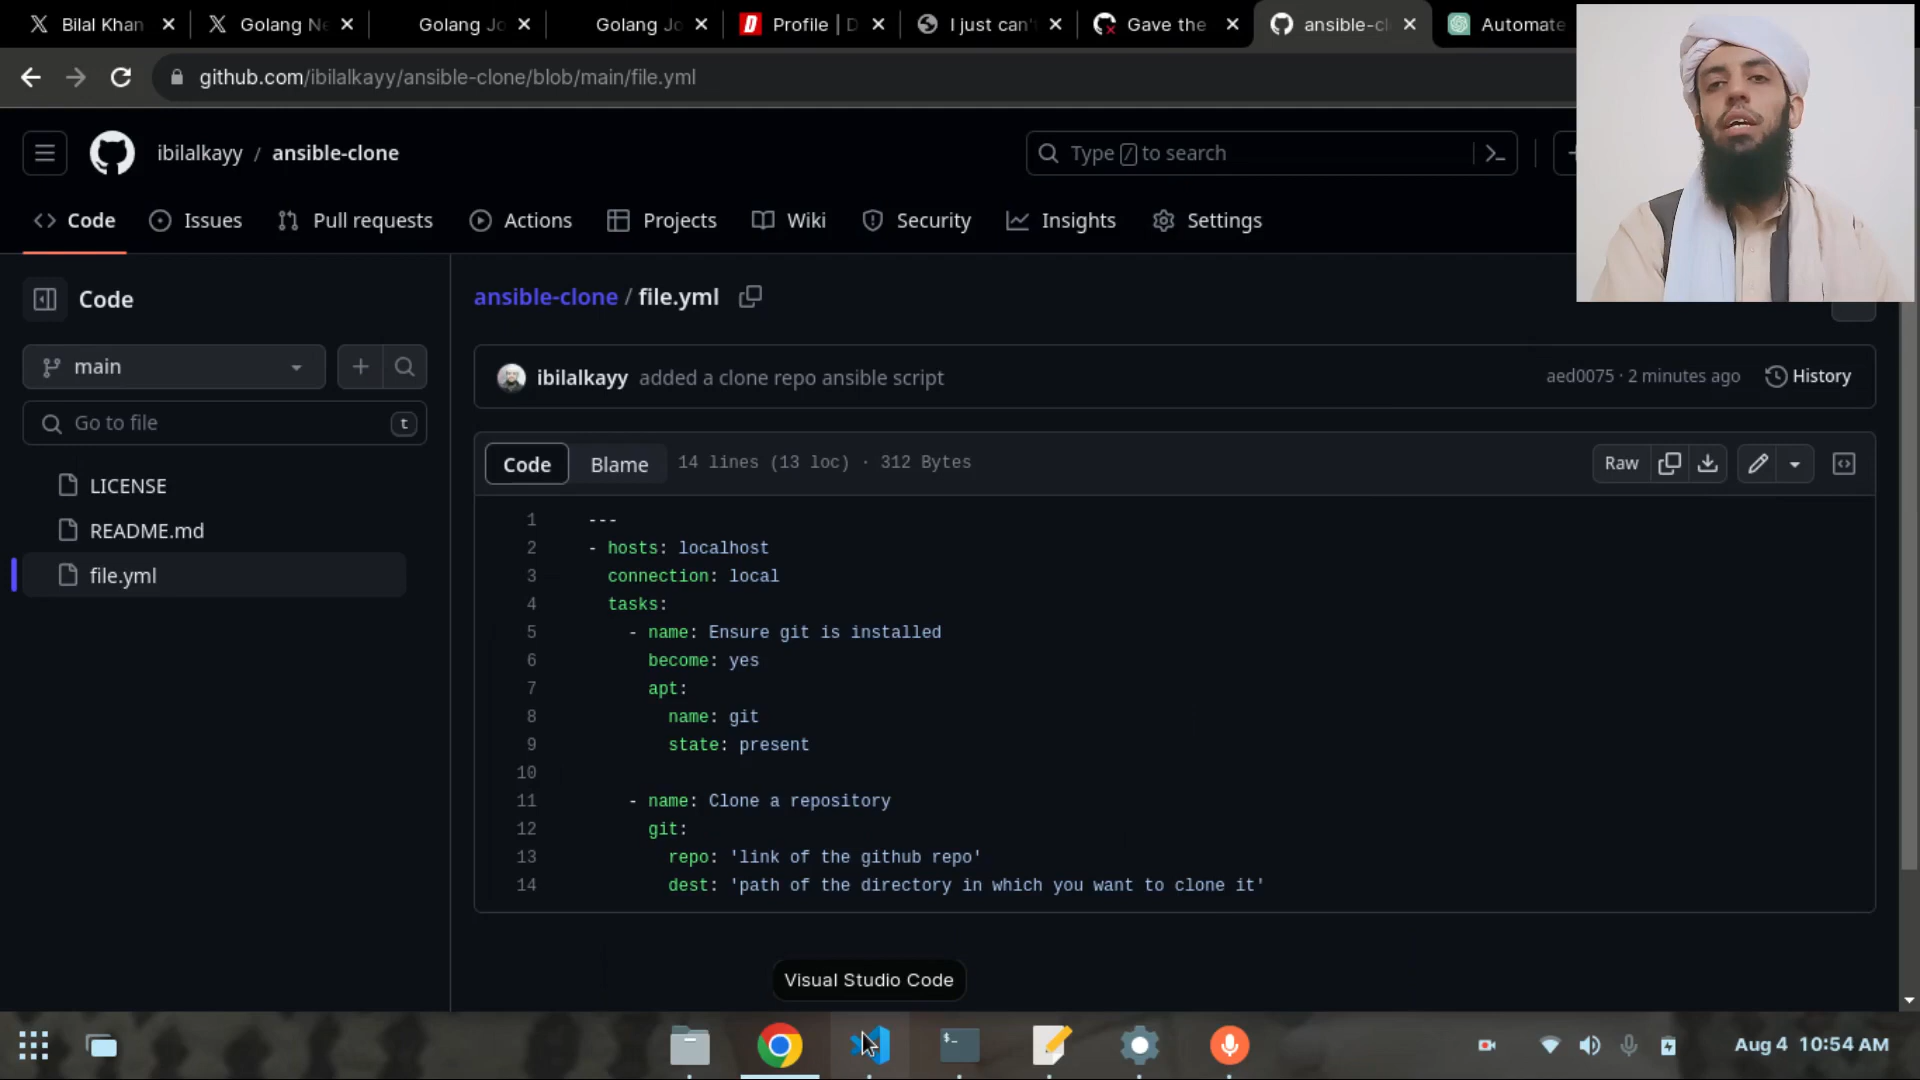 Bilal Khan
Golang Ne
Golang Jo
Golang Jo
Profile | D
I just can'
Gave the
ansible-cl
Automate
github.com/ibilalkayy/ansible-clone/blob/main/file.yml
ibilalkayy / ansible-clone
Type / to search
Code
Issues
Pull requests
Actions
Projects
Wiki
Security
Insights
Settings
Code
ansible-clone / file.yml
main
ibilalkayy added a clone repo ansible script
aed0075 · 2 minutes ago
History
Go to file
t
Code
Blame
14 lines (13 loc) · 312 Bytes
Raw
LICENSE
README.md
file.yml
1 ---
2 - hosts: localhost
3 connection: local
4 tasks:
5 - name: Ensure git is installed
6 become: yes
7 apt:
8 name: git
9 state: present
10
11 - name: Clone a repository
12 git:
13 repo: 'link of the github repo'
14 dest: 'path of the directory in which you want to clone it'
Visual Studio Code
Aug 4 10:54 AM